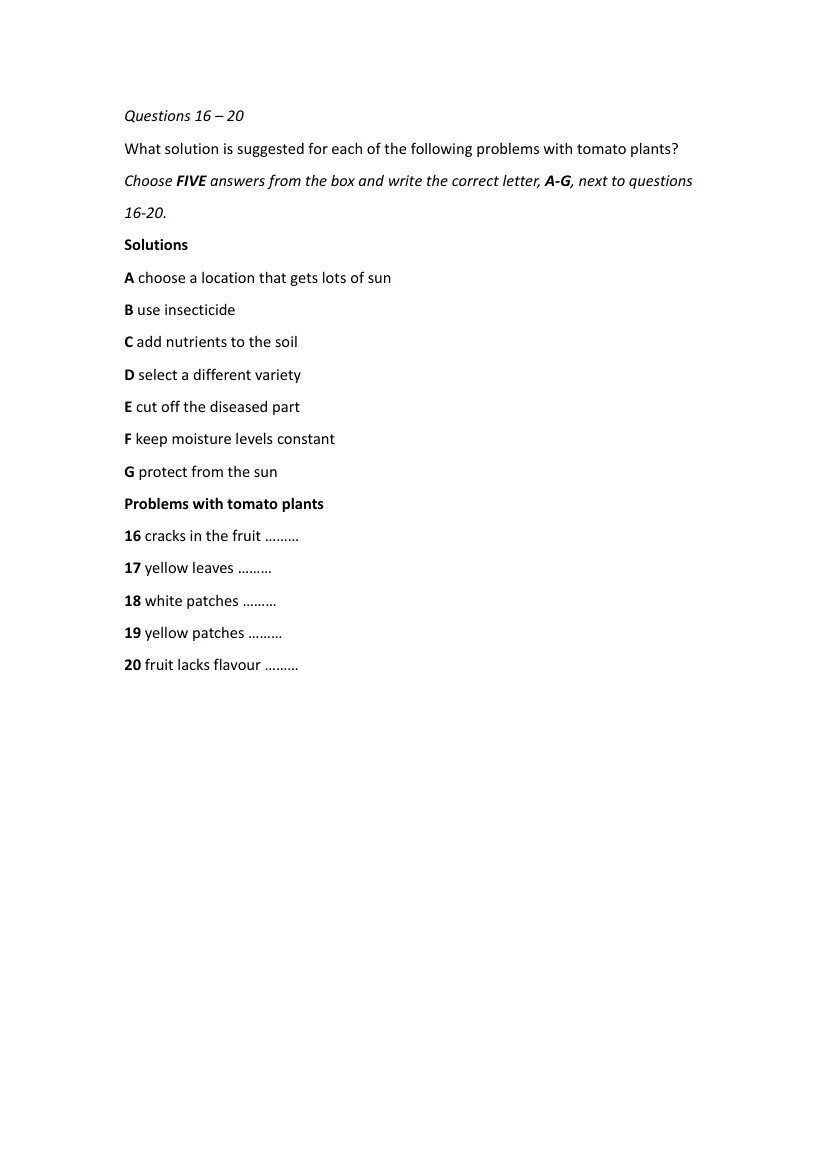 Questions 16 – 20
What solution is suggested for each of the following problems with tomato plants?
Choose FIVE answers from the box and write the correct letter, A-G, next to questions
16-20.
Solutions
A choose a location that gets lots of sun
B use insecticide
C add nutrients to the soil
D select a different variety
E cut off the diseased part
F keep moisture levels constant
G protect from the sun
Problems with tomato plants
16 cracks in the fruit ………
17 yellow leaves ………
18 white patches ………
19 yellow patches ………
20 fruit lacks flavour ………